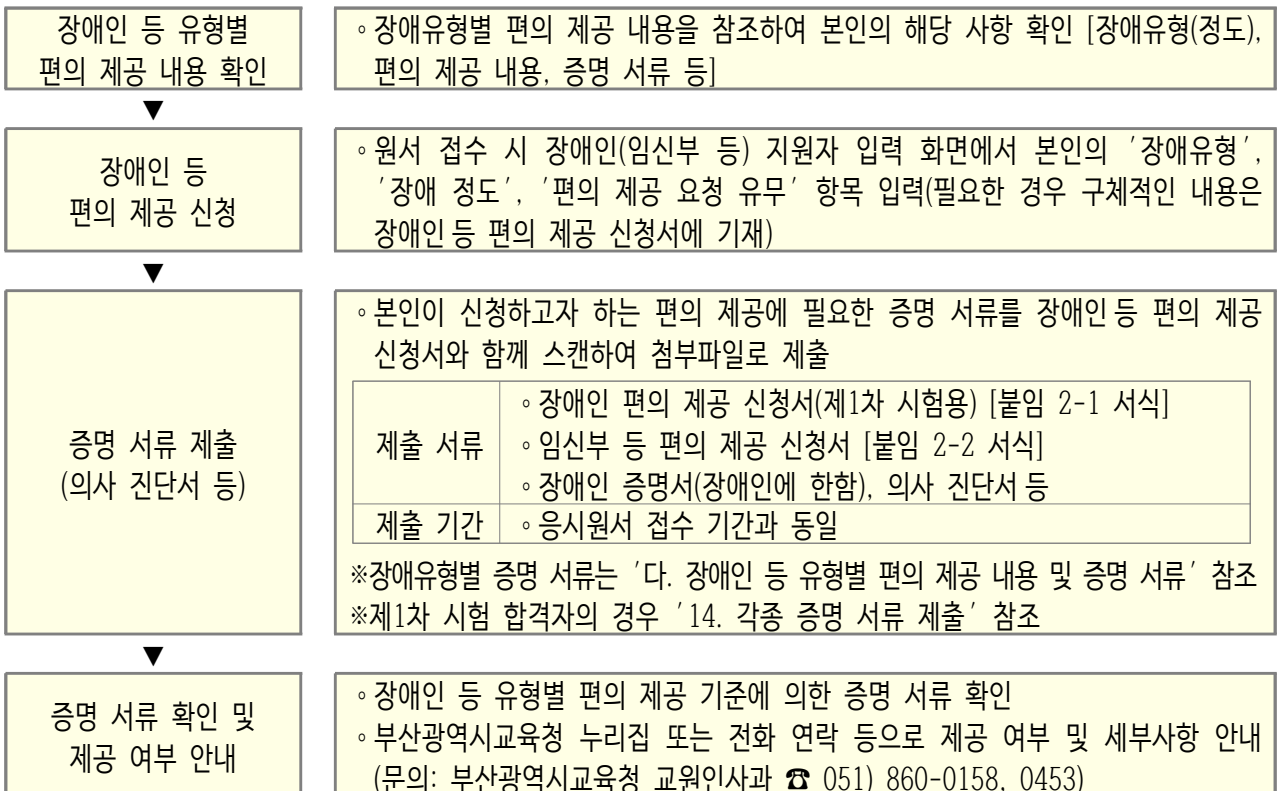 장애인 등 유형별
편의 제공 내용 확인
◦장애유형별 편의 제공 내용을 참조하여 본인의 해당 사항 확인 [장애유형(정도),
편의 제공 내용, 증명 서류 등]
▼
장애인 등
편의 제공 신청
◦원서 접수 시 장애인(임신부 등) 지원자 입력 화면에서 본인의 ′장애유형′,
′장애 정도′, ′편의 제공 요청 유무′ 항목 입력(필요한 경우 구체적인 내용은
장애인 등 편의 제공 신청서에 기재)
▼
증명 서류 제출
(의사 진단서 등)
◦본인이 신청하고자 하는 편의 제공에 필요한 증명 서류를 장애인 등 편의 제공
신청서와 함께 스캔하여 첨부파일로 제출
제출 서류
◦장애인 편의 제공 신청서(제1차 시험용) [붙임 2-1 서식]
◦임신부 등 편의 제공 신청서 [붙임 2-2 서식]
◦장애인 증명서(장애인에 한함), 의사 진단서 등
제출 기간
◦응시원서 접수 기간과 동일
※장애유형별 증명 서류는 ′다. 장애인 등 유형별 편의 제공 내용 및 증명 서류′ 참조
※제1차 시험 합격자의 경우 ′14. 각종 증명 서류 제출′ 참조
▼
증명 서류 확인 및
제공 여부 안내
◦장애인 등 유형별 편의 제공 기준에 의한 증명 서류 확인
◦부산광역시교육청 누리집 또는 전화 연락 등으로 제공 여부 및 세부사항 안내
(문의: 부산광역시교육청 교원인사과 ☎ 051) 860-0158, 0453)